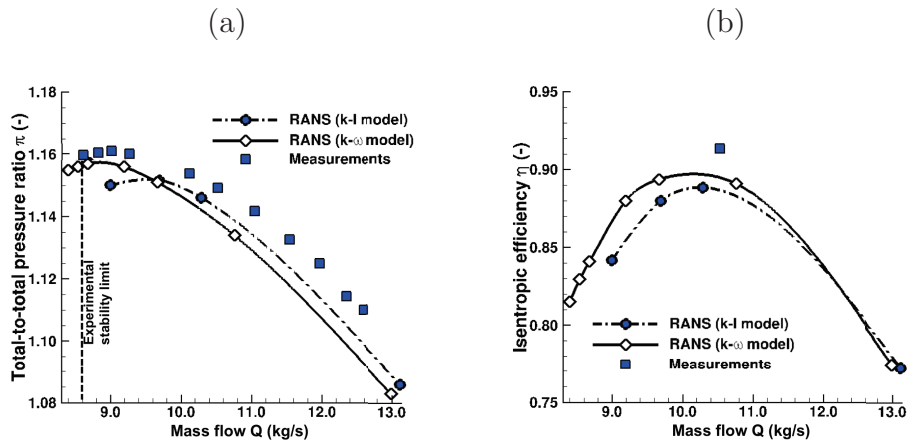 (a)
(b)
1.18
1.16
1.14
1.12
1.10
1.08
Total-to-total pressure ratio π (-)
RANS (k-l model)
RANS (k-ω model)
Measurements
Experimental
stability limit
9.0 10.0 11.0 12.0 13.0
Mass flow Q (kg/s)
0.95
0.90
0.85
0.80
0.75
Isentropic efficiency η (-)
RANS (k-l model)
RANS (k-ω model)
Measurements
9.0 10.0 11.0 12.0 13.0
Mass flow Q (kg/s)